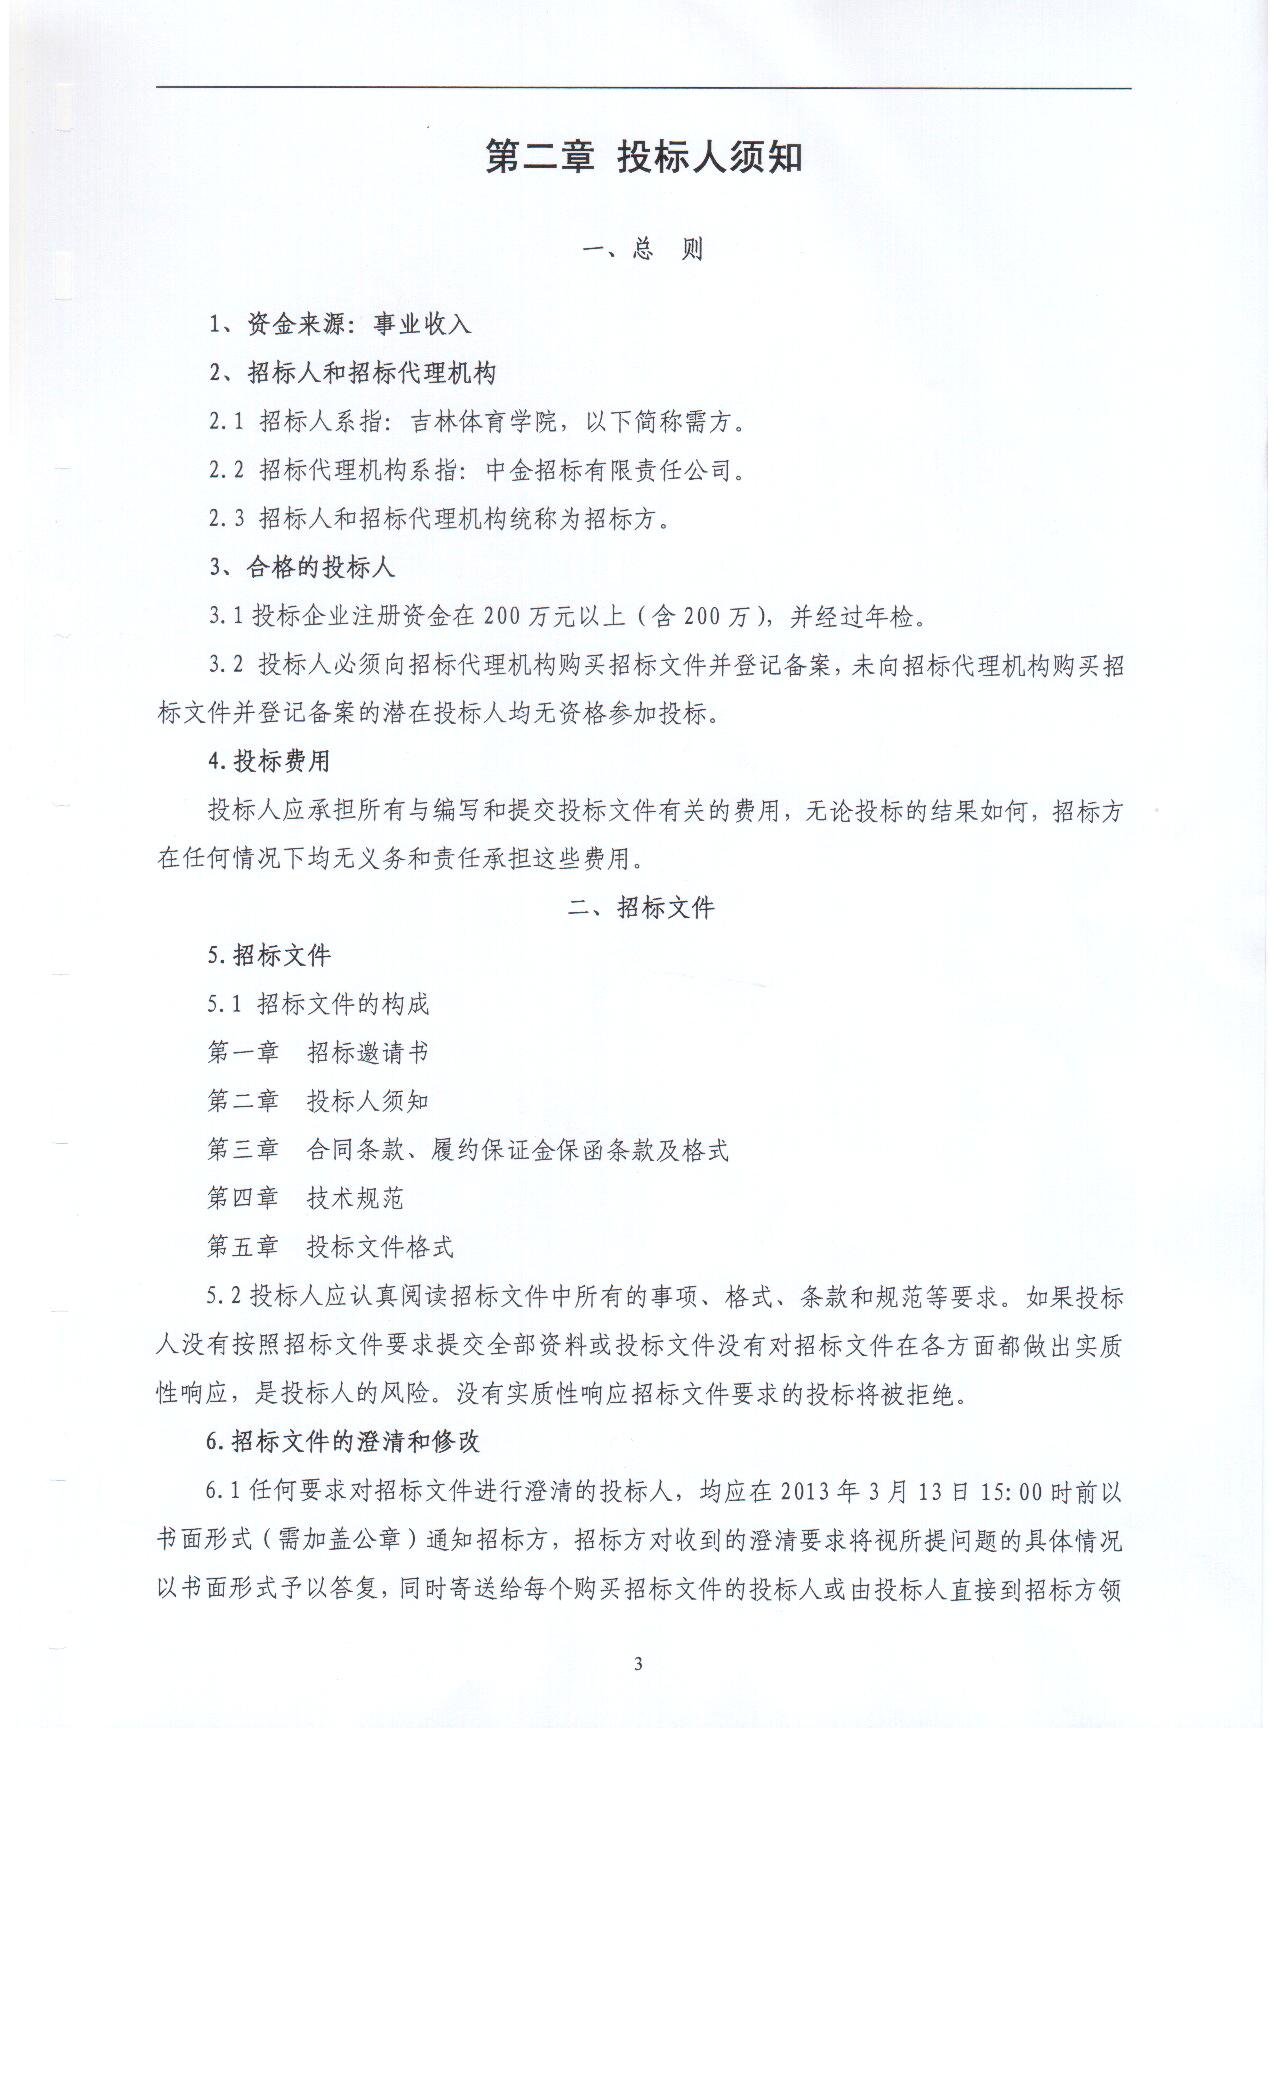 第二章 投标人须知
一、总 则
1、资金来源：事业收入
2、招标人和招标代理机构
2.1 招标人系指：吉林体育学院，以下简称需方。
2.2 招标代理机构系指：中金招标有限责任公司。
2.3 招标人和招标代理机构统称为招标方。
3、合格的投标人
3.1投标企业注册资金在200万元以上（含200万），并经过年检。
3.2 投标人必须向招标代理机构购买招标文件并登记备案，未向招标代理机构购买招
标文件并登记备案的潜在投标人均无资格参加投标。
4.投标费用
投标人应承担所有与编写和提交投标文件有关的费用，无论投标的结果如何，招标方
在任何情况下均无义务和责任承担这些费用。
二、招标文件
5.招标文件
5.1 招标文件的构成
第一章 招标邀请书
第二章 投标人须知
第三章 合同条款、履约保证金保函条款及格式
第四章 技术规范
第五章 投标文件格式
5.2投标人应认真阅读招标文件中所有的事项、格式、条款和规范等要求。如果投标
人没有按照招标文件要求提交全部资料或投标文件没有对招标文件在各方面都做出实质
性响应，是投标人的风险。没有实质性响应招标文件要求的投标将被拒绝。
6.招标文件的澄清和修改
6.1任何要求对招标文件进行澄清的投标人，均应在2013年3月13日15:00时前以
书面形式（需加盖公章）通知招标方，招标方对收到的澄清要求将视所提问题的具体情况
以书面形式予以答复，同时寄送给每个购买招标文件的投标人或由投标人直接到招标方领
3